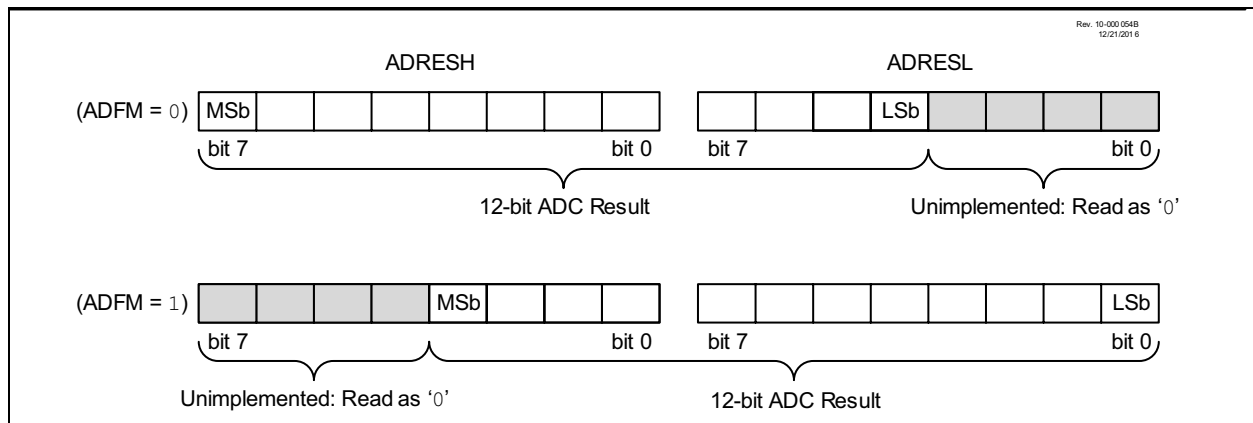 Rev. 10-000 054B
12/21/201 6
ADRESH ADRESL
(ADFM = 0) MSb LSb
bit 7 bit 0 bit 7 bit 0
12-bit ADC Result Unimplemented: Read as ‘0’
(ADFM = 1) MSb LSb
bit 7 bit 0 bit 7 bit 0
Unimplemented: Read as ‘0’ 12-bit ADC Result